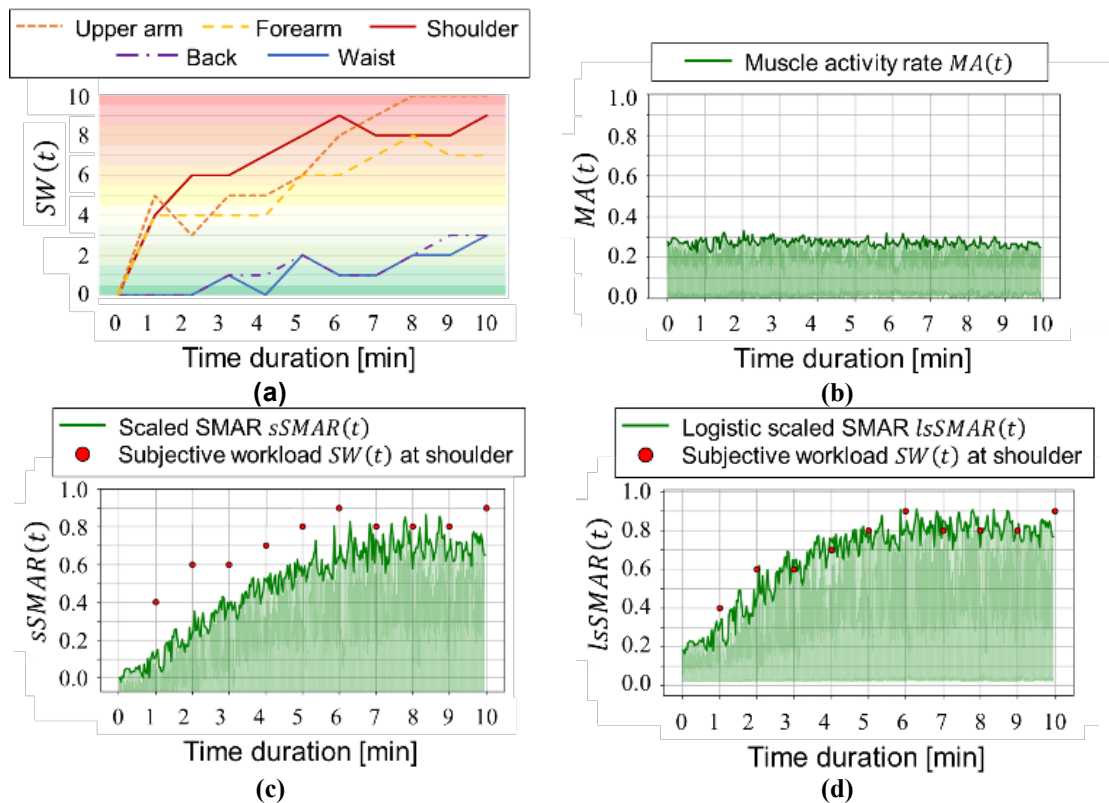 Upper arm Forearm Shoulder
Back Waist
SW(t)
10
8
6
4
2
0
0 1 2 3 4 5 6 7 8 9 10
Time duration [min]
(a)
Muscle activity rate MA(t)
MA(t)
1.0
0.8
0.6
0.4
0.2
0.0
0 1 2 3 4 5 6 7 8 9 10
Time duration [min]
(b)
Scaled SMAR sSMAR(t)
Subjective workload SW(t) at shoulder
sSMAR(t)
1.0
0.8
0.6
0.4
0.2
0.0
0 1 2 3 4 5 6 7 8 9 10
Time duration [min]
(c)
Logistic scaled SMAR lsSMAR(t)
Subjective workload SW(t) at shoulder
lsSMAR(t)
1.0
0.8
0.6
0.4
0.2
0.0
0 1 2 3 4 5 6 7 8 9 10
Time duration [min]
(d)